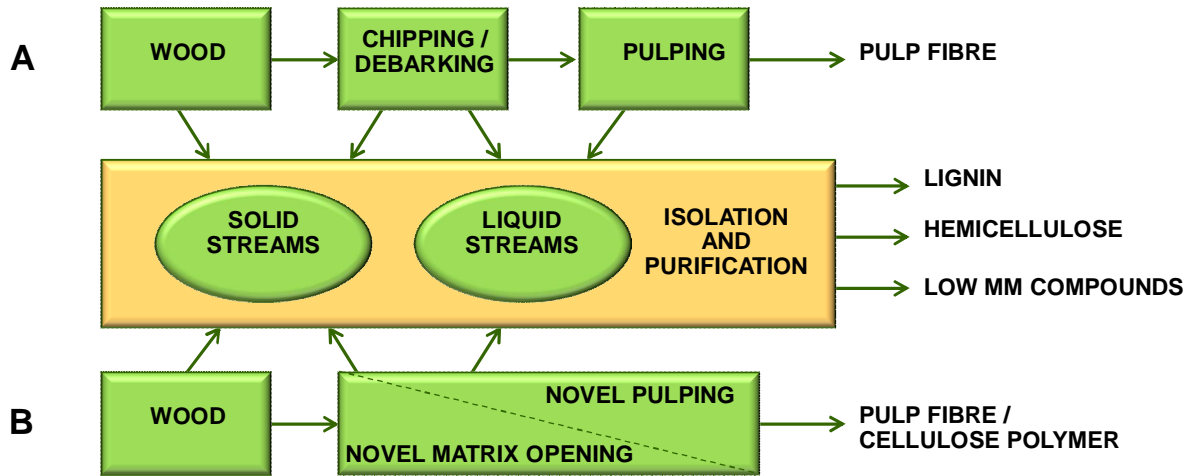 A
WOOD
CHIPPING /
DEBARKING
PULPING
PULP FIBRE
SOLID
STREAMS
LIQUID
STREAMS
ISOLATION
AND
PURIFICATION
LIGNIN
HEMICELLULOSE
LOW MM COMPOUNDS
B
WOOD
NOVEL PULPING
NOVEL MATRIX OPENING
PULP FIBRE /
CELLULOSE POLYMER